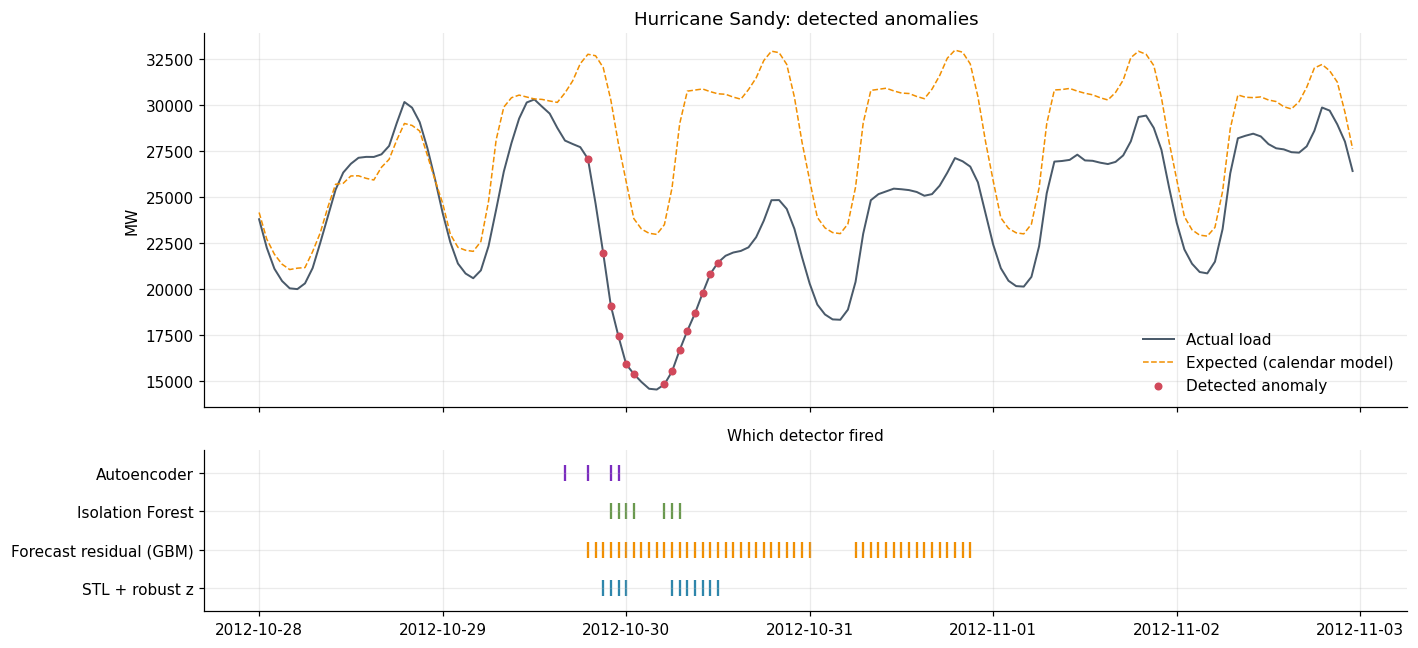 Hurricane Sandy: detected anomalies
32500
30000
27500
25000
22500
20000
17500
15000
MW
Actual load
Expected (calendar model)
Detected anomaly
Which detector fired
Autoencoder
Isolation Forest
Forecast residual (GBM)
STL + robust z
2012-10-28 2012-10-29 2012-10-30 2012-10-31 2012-11-01 2012-11-02 2012-11-03